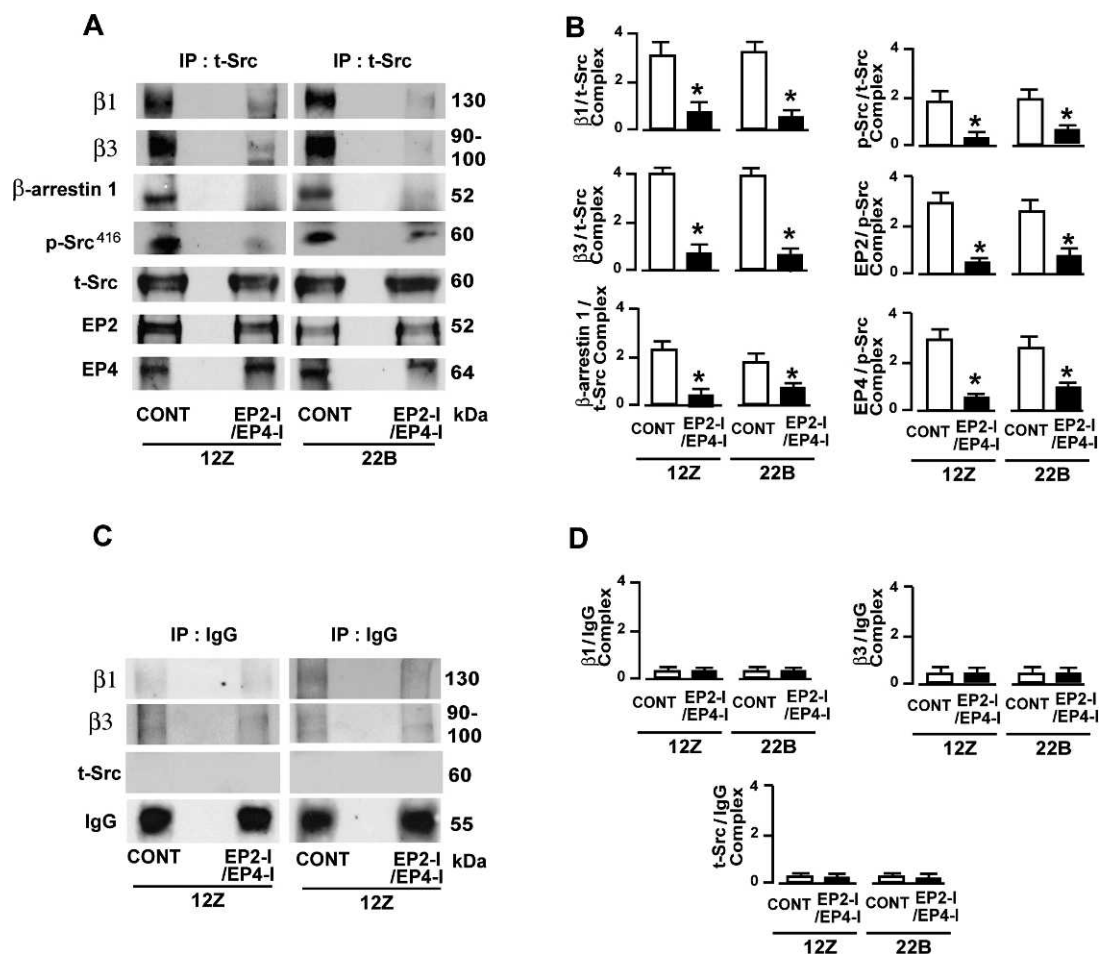 A
IP : t-Src
IP : t-Src
β1
130
β3
90-
100
β-arrestin 1
52
p-Src416
60
t-Src
60
EP2
52
EP4
64
CONT
EP2-I
/EP4-I
CONT
EP2-I
/EP4-I
kDa
12Z
22B
B
β1/t-Src
Complex
4
2
0
*
*
β3/t-Src
Complex
4
2
0
*
*
β-arrestin 1/
t-Src Complex
4
2
0
*
*
CONT
EP2-I
/EP4-I
CONT
EP2-I
/EP4-I
12Z
22B
p-Src/t-Src
Complex
4
2
0
*
*
EP2/p-Src
Complex
4
2
0
*
*
EP4/p-Src
Complex
4
2
0
*
*
CONT
EP2-I
/EP4-I
CONT
EP2-I
/EP4-I
12Z
22B
C
IP : IgG
IP : IgG
β1
130
β3
90-
100
t-Src
60
IgG
55
CONT
EP2-I
/EP4-I
CONT
EP2-I
/EP4-I
kDa
12Z
12Z
D
β1/IgG
Complex
4
2
0
CONT
EP2-I
/EP4-I
CONT
EP2-I
/EP4-I
12Z
22B
β3/IgG
Complex
4
2
0
CONT
EP2-I
/EP4-I
CONT
EP2-I
/EP4-I
12Z
22B
t-Src/IgG
Complex
4
2
0
CONT
EP2-I
/EP4-I
CONT
EP2-I
/EP4-I
12Z
22B